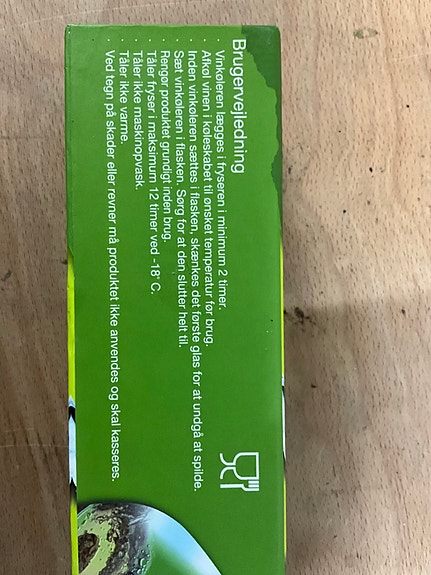 Brugervejledning
· Vinkøleren lægges i fryseren i minimum 2 timer.
· Afkøl vinen i køleskabet til ønsket temperatur før brug.
· Inden vinkøleren sættes i flasken, skænkes det første glas for at undgå at spilde.
· Sæt vinkøleren i flasken. Sørg for at den slutter helt til.
· Rengør produktet grundigt inden brug.
· Tåler fryser i maksimum 12 timer ved -18° C.
· Tåler ikke maskinopvask.
· Tåler ikke varme.
· Ved tegn på skader eller revner må produktet ikke anvendes og skal kasseres.